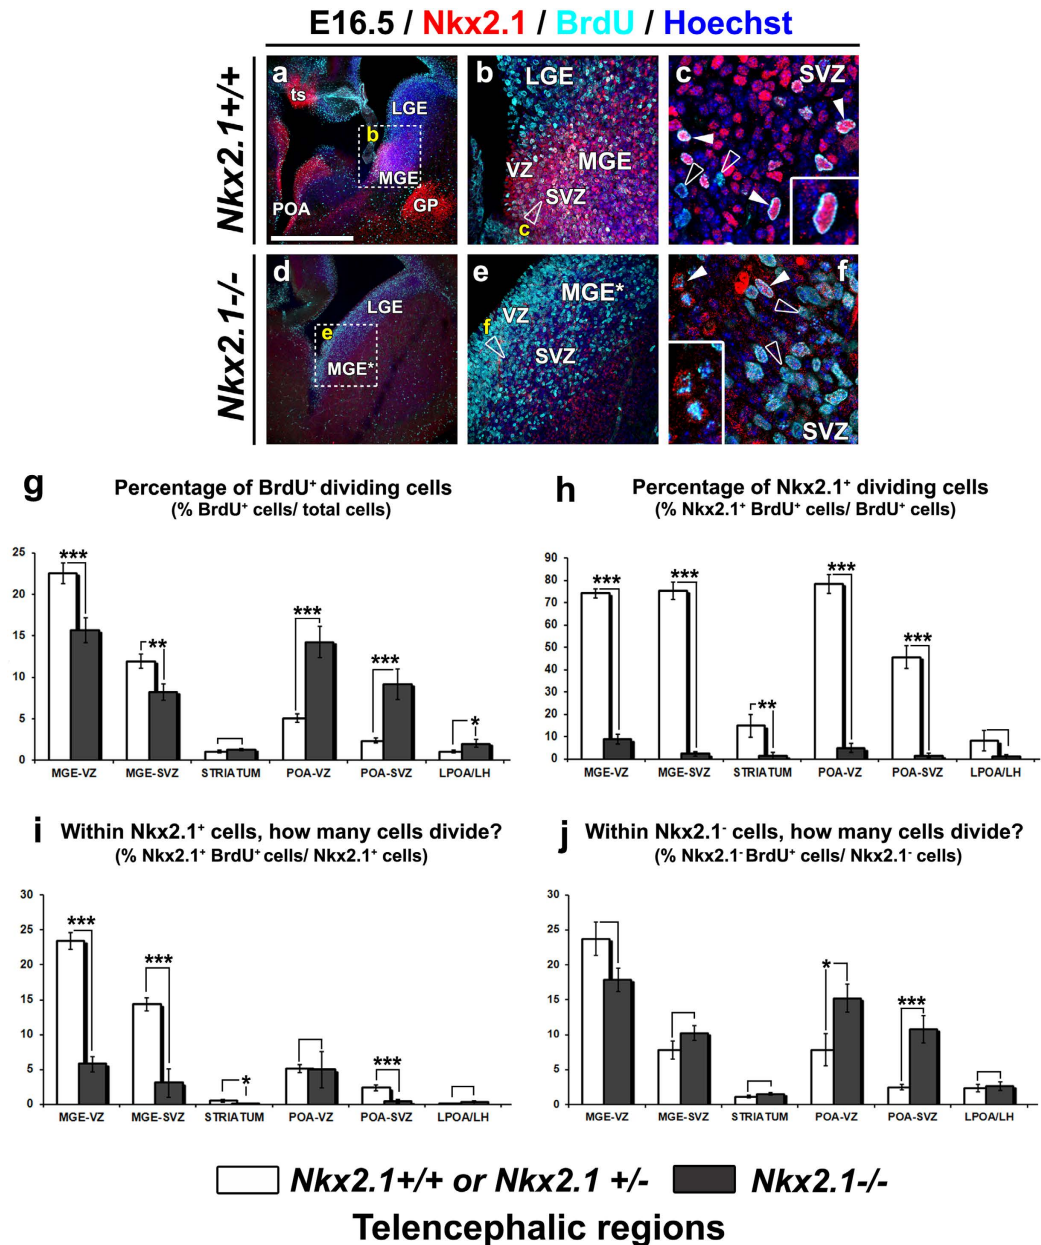 E16.5 / Nkx2.1 / BrdU / Hoechst
Nkx2.1+/+
a
ts
LGE
b
MGE
POA
GP
b
LGE
VZ
MGE
SVZ
c
c
SVZ
Nkx2.1-/-
d
LGE
e
MGE*
e
MGE*
f
VZ
SVZ
f
SVZ
g
Percentage of BrdU⁺ dividing cells
(% BrdU⁺ cells/ total cells)
25
20
15
10
5
0
***
**
***
***
*
MGE-VZ MGE-SVZ STRIATUM POA-VZ POA-SVZ LPOA/LH
h
Percentage of Nkx2.1⁺ dividing cells
(% Nkx2.1⁺ BrdU⁺ cells/ BrdU⁺ cells)
90
80
70
60
50
40
30
20
10
0
***
***
**
***
***
MGE-VZ MGE-SVZ STRIATUM POA-VZ POA-SVZ LPOA/LH
i
Within Nkx2.1⁺ cells, how many cells divide?
(% Nkx2.1⁺ BrdU⁺ cells/ Nkx2.1⁺ cells)
30
25
20
15
10
5
0
***
***
*
***
MGE-VZ MGE-SVZ STRIATUM POA-VZ POA-SVZ LPOA/LH
j
Within Nkx2.1⁻ cells, how many cells divide?
(% Nkx2.1⁻ BrdU⁺ cells/ Nkx2.1⁻ cells)
30
25
20
15
10
5
0
*
***
MGE-VZ MGE-SVZ STRIATUM POA-VZ POA-SVZ LPOA/LH
Nkx2.1+/+ or Nkx2.1 +/-
Nkx2.1-/-
Telencephalic regions